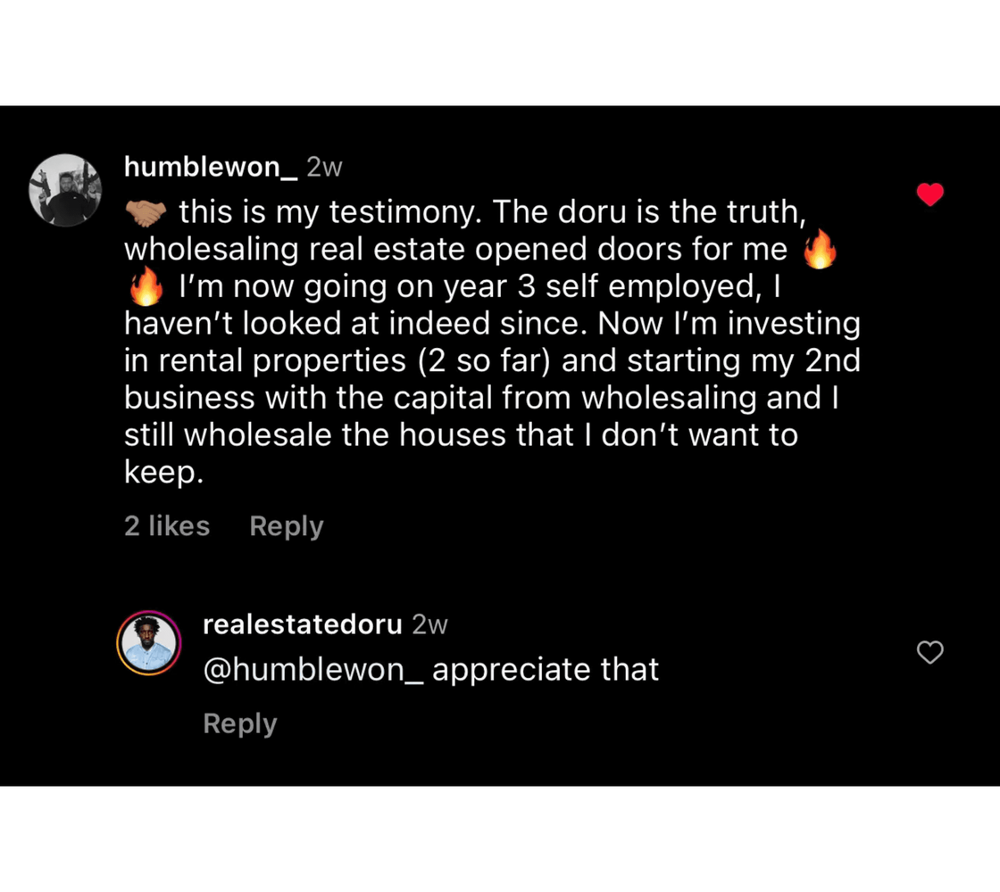 humblewon_ 2w
🤝🏽 this is my testimony. The doru is the truth,
wholesaling real estate opened doors for me 🔥
🔥 I’m now going on year 3 self employed, I
haven’t looked at indeed since. Now I’m investing
in rental properties (2 so far) and starting my 2nd
business with the capital from wholesaling and I
still wholesale the houses that I don’t want to
keep.
2 likes Reply
realestatedoru 2w
@humblewon_ appreciate that
Reply